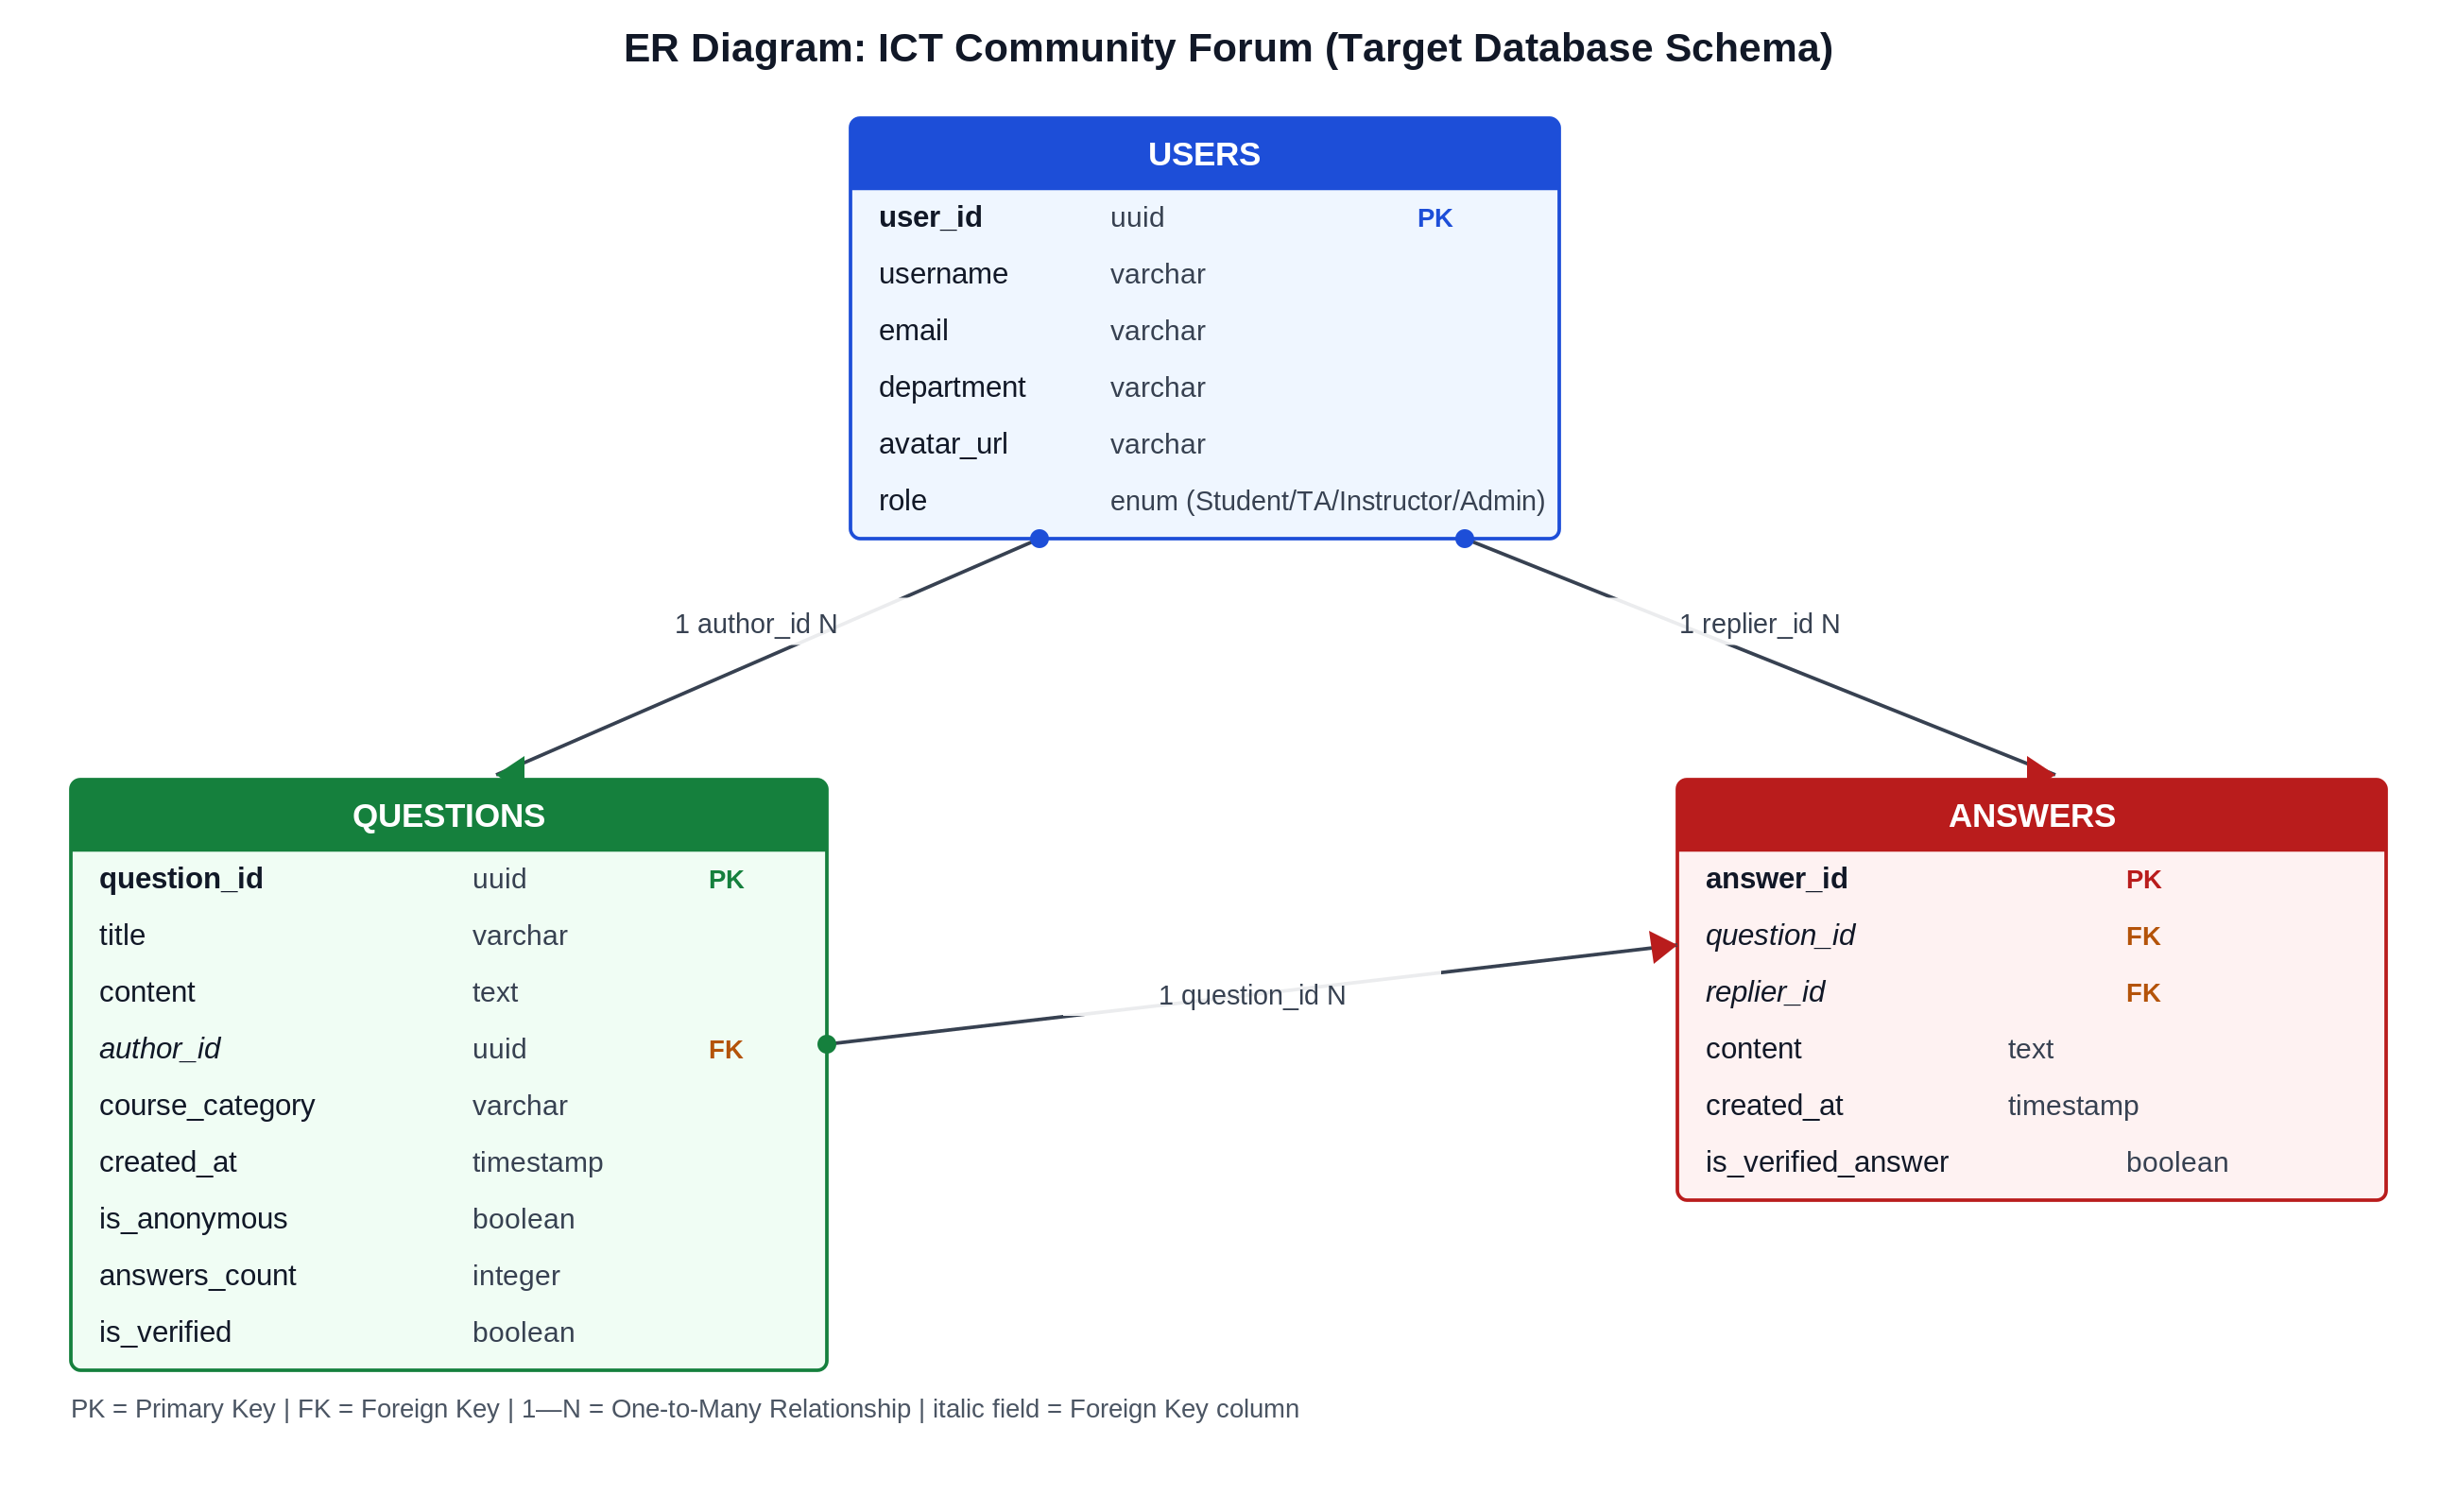 ER Diagram: ICT Community Forum (Target Database Schema)
USERS
user_id uuid PK
username varchar
email varchar
department varchar
avatar_url varchar
role enum (Student/TA/Instructor/Admin)
1 author_id N
1 replier_id N
QUESTIONS
question_id uuid PK
title varchar
content text
author_id uuid FK
course_category varchar
created_at timestamp
is_anonymous boolean
answers_count integer
is_verified boolean
1 question_id N
ANSWERS
answer_id PK
question_id FK
replier_id FK
content text
created_at timestamp
is_verified_answer boolean
PK = Primary Key | FK = Foreign Key | 1—N = One-to-Many Relationship | italic field = Foreign Key column